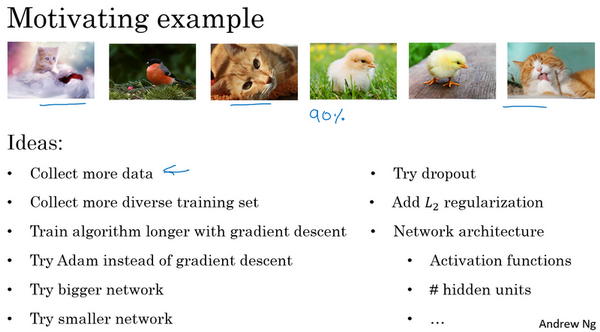 Motivating example
90%
Ideas:
• Collect more data
• Collect more diverse training set
• Train algorithm longer with gradient descent
• Try Adam instead of gradient descent
• Try bigger network
• Try smaller network
• Try dropout
• Add L₂ regularization
• Network architecture
• Activation functions
• # hidden units
• …
Andrew Ng